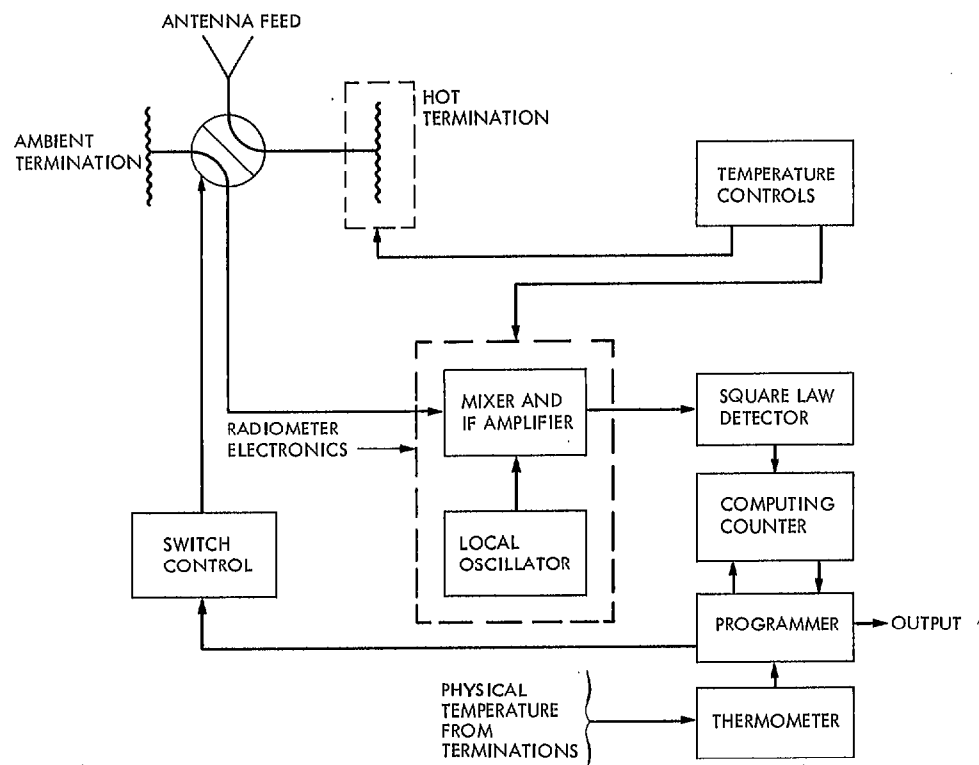 ANTENNA FEED
HOT
TERMINATION
AMBIENT
TERMINATION
TEMPERATURE
CONTROLS
MIXER AND
IF AMPLIFIER
SQUARE LAW
DETECTOR
RADIOMETER
ELECTRONICS
COMPUTING
COUNTER
SWITCH
CONTROL
LOCAL
OSCILLATOR
PROGRAMMER
OUTPUT
PHYSICAL
TEMPERATURE
FROM
TERMINATIONS
THERMOMETER